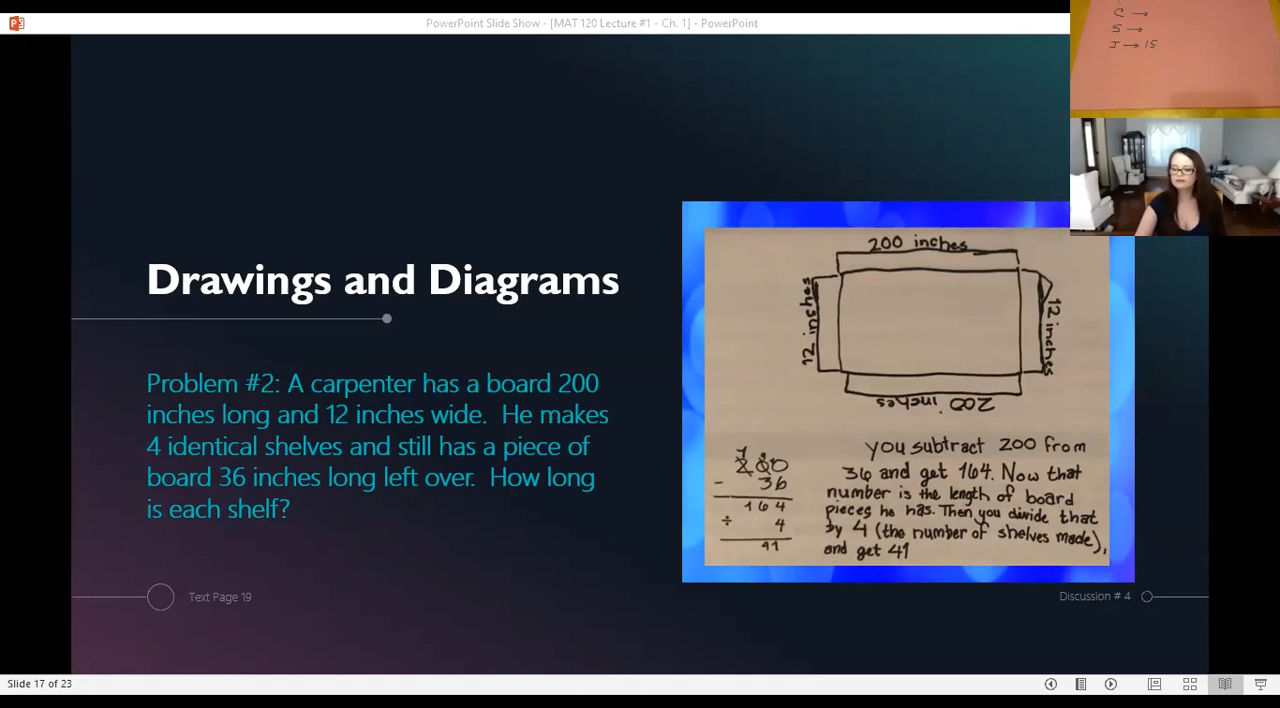 PowerPoint Slide Show - [MAT 120 Lecture #1 - Ch. 1] - PowerPoint
C →
S →
J → 15
Drawings and Diagrams
Problem #2: A carpenter has a board 200
inches long and 12 inches wide. He makes
4 identical shelves and still has a piece of
board 36 inches long left over. How long
is each shelf?
200 inches
12 inches
12 inches
200 inches
200
- 36
164
÷ 4
41
you subtract 200 from
36 and get 164. Now that
number is the length of board
pieces he has. Then you divide that
by 4 (the number of shelves made),
and get 41
Text Page 19
Discussion # 4
Slide 17 of 23